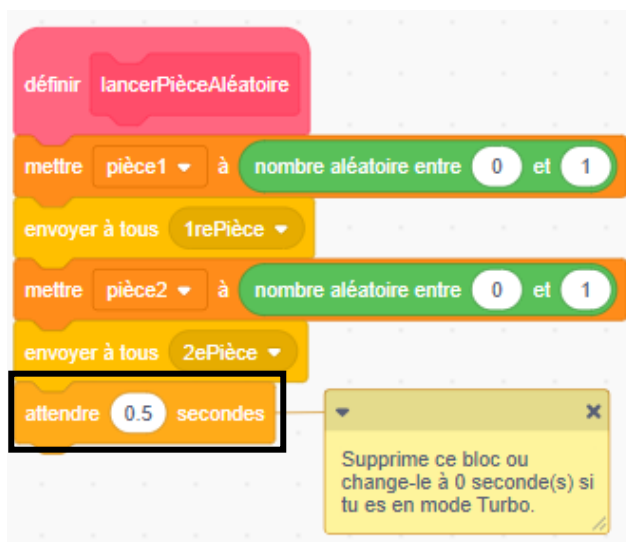 définir lancerPièceAléatoire
mettre pièce1 à nombre aléatoire entre 0 et 1
envoyer à tous 1rePièce
mettre pièce2 à nombre aléatoire entre 0 et 1
envoyer à tous 2ePièce
attendre 0.5 secondes
Supprime ce bloc ou
change-le à 0 seconde(s) si
tu es en mode Turbo.